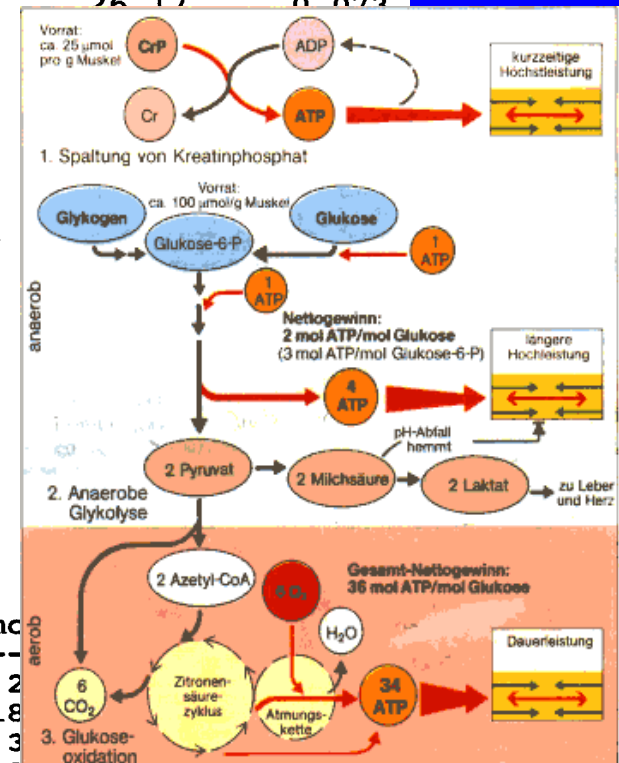 Vorrat:
ca. 25 µmol
pro g Muskel
CrP
ADP
kurzzeitige
Höchstleistung
Cr
ATP
1. Spaltung von Kreatinphosphat
Vorrat:
ca. 100 µmol/g Muskel
Glykogen
Glukose
Glukose-6-P
1
ATP
1
ATP
anaerob
Nettogewinn:
2 mol ATP/mol Glukose
(3 mol ATP/mol Glukose-6-P)
längere
Hochleistung
4
ATP
pH-Abfall
hemmt
2 Pyruvat
2 Milchsäure
2 Laktat
zu Leber
und Herz
2. Anaerobe
Glykolyse
2 Azetyl-CoA
6 O₂
Gesamt-Nettogewinn:
36 mol ATP/mol Glukose
H₂O
aerob
Dauerleistung
6
CO₂
Zitronen-
säure-
zyklus
Atmungs-
kette
34
ATP
3. Glukose-
oxidation